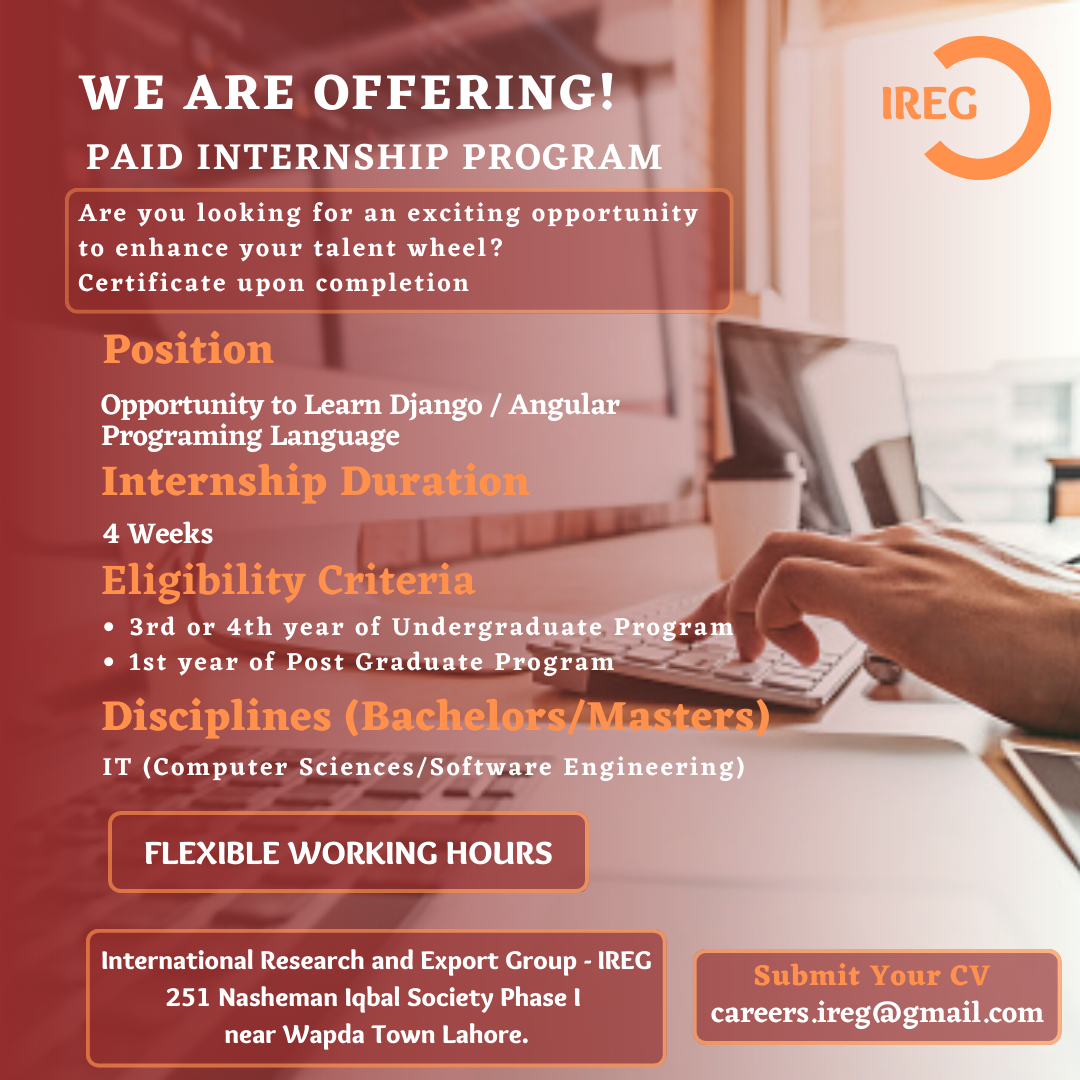 WE ARE OFFERING!
IREG
PAID INTERNSHIP PROGRAM
Are you looking for an exciting opportunity
to enhance your talent wheel?
Certificate upon completion
Position
Opportunity to Learn Django / Angular
Programing Language
Internship Duration
4 Weeks
Eligibility Criteria
• 3rd or 4th year of Undergraduate Program
• 1st year of Post Graduate Program
Disciplines (Bachelors/Masters)
IT (Computer Sciences/Software Engineering)
FLEXIBLE WORKING HOURS
International Research and Export Group - IREG
251 Nasheman Iqbal Society Phase I
near Wapda Town Lahore.
Submit Your CV
careers.ireg@gmail.com